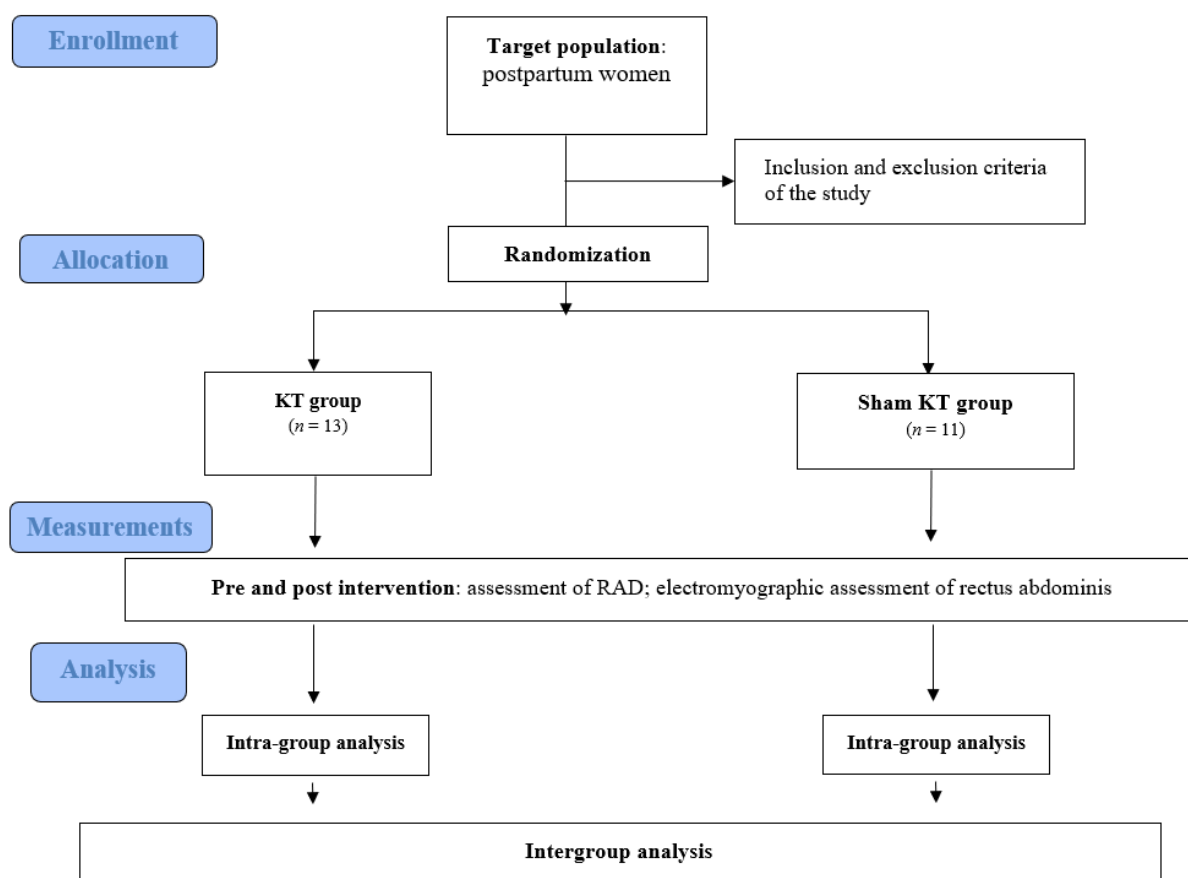 Enrollment
Target population:
postpartum women
Inclusion and exclusion criteria
of the study
Allocation
Randomization
KT group
(n = 13)
Sham KT group
(n = 11)
Measurements
Pre and post intervention: assessment of RAD; electromyographic assessment of rectus abdominis
Analysis
Intra-group analysis
Intra-group analysis
Intergroup analysis